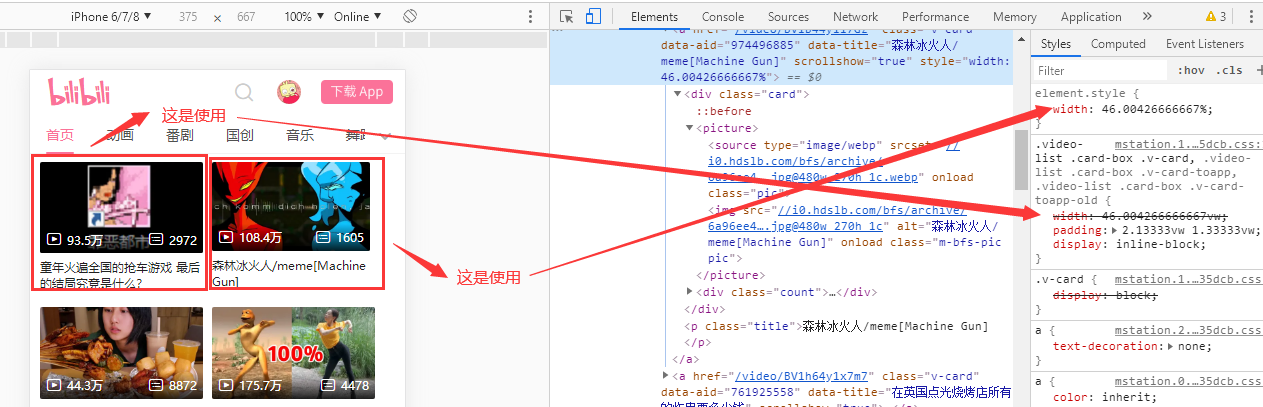 iPhone 6/7/8 ▼ 375 × 667 100% ▼ Online ▼
Elements Console Sources Network Performance Memory Application » 3
bilibili
下载 App
这是使用
首页 动画 番剧 国创 音乐
93.5万 2972
童年火遍全国的抢车游戏 最后
的结局究竟是什么？
108.4万 1605
森林冰火人/meme[Machine
Gun]
这是使用
44.3万 8872
100%
175.7万 4478
data-aid="974496885" data-title="森林冰火人/
meme[Machine Gun]" scrollshow="true" style="width:
46.00426666667%"> == $0
▼<div class="card">
::before
▼<picture>
<source type="image/webp" srcset="//
i0.hdslb.com/bfs/archive/
6a96ee4….jpg@480w_270h_1c.webp" onload
class="pic">
<img src="//i0.hdslb.com/bfs/archive/
6a96ee4….jpg@480w_270h_1c" alt="森林冰火人/
meme[Machine Gun]" onload class="m-bfs-pic
pic">
</picture>
▶<div class="count">…</div>
</div>
<p class="title">森林冰火人/meme[Machine Gun]
</p>
</a>
▶<a href="/video/BV1h64y1x7m7" class="v-card"
data-aid="761925558" data-title="在英国点光烧烤店所有
Styles Computed Event Listeners
Filter :hov .cls +
element.style {
width: 46.00426666667%;
}
mstation.1…5dcb.css:
.video-
list .card-box .v-card, .video-
list .card-box .v-card-toapp,
.video-list .card-box .v-card-
toapp-old {
width: 46.004266666667vw;
padding:▶ 2.13333vw 1.33333vw;
display: inline-block;
}
.v-card { mstation.1…35dcb.css
display: block;
}
a { mstation.2…35dcb.css
text-decoration:▶ none;
}
a { mstation.0…35dcb.css
color: inherit;